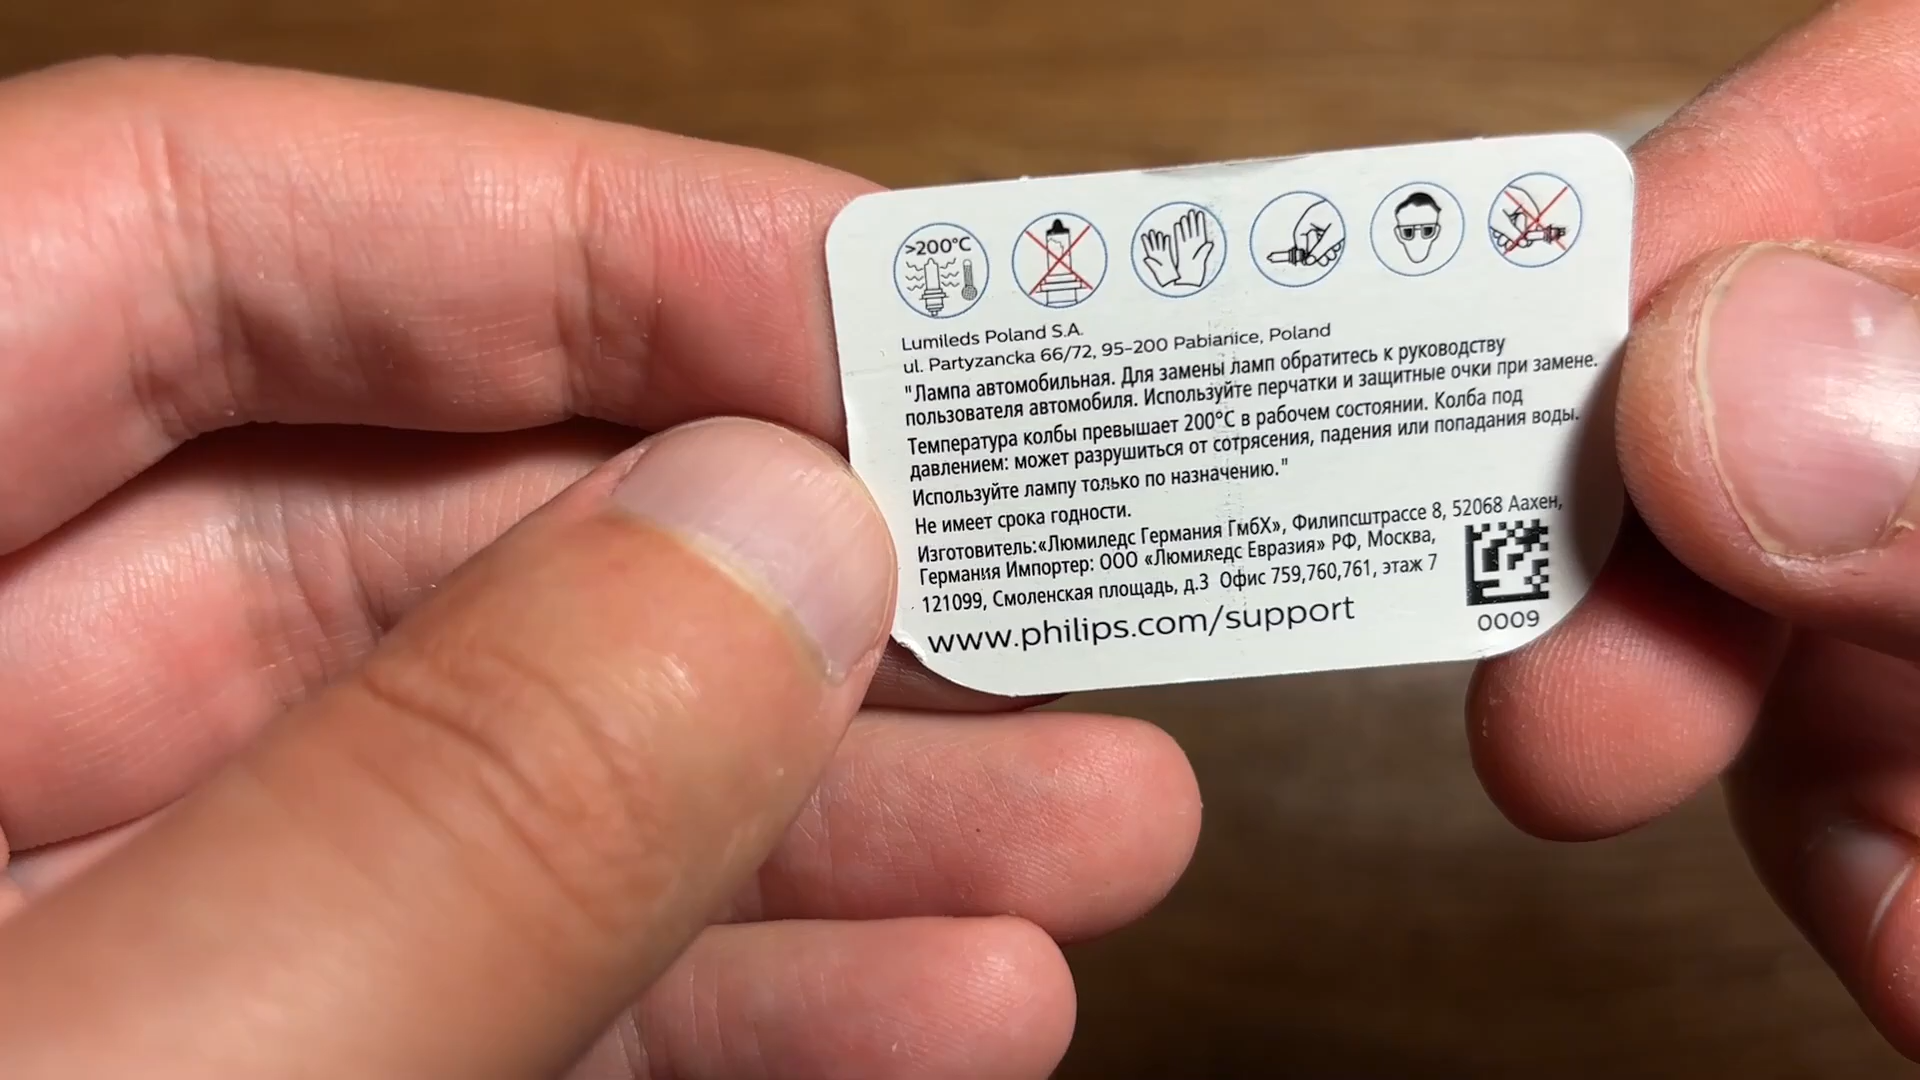 >200°C
Lumileds Poland S.A.
ul. Partyzancka 66/72, 95-200 Pabianice, Poland
"Лампа автомобильная. Для замены ламп обратитесь к руководству
пользователя автомобиля. Используйте перчатки и защитные очки при замене.
Температура колбы превышает 200°C в рабочем состоянии. Колба под
давлением: может разрушиться от сотрясения, падения или попадания воды.
Используйте лампу только по назначению."
Не имеет срока годности.
Изготовитель:«Люмиледс Германия ГмбХ», Филипсштрассе 8, 52068 Аахен,
Германия Импортер: ООО «Люмиледс Евразия» РФ, Москва,
121099, Смоленская площадь, д.3 Офис 759,760,761, этаж 7
www.philips.com/support
0009